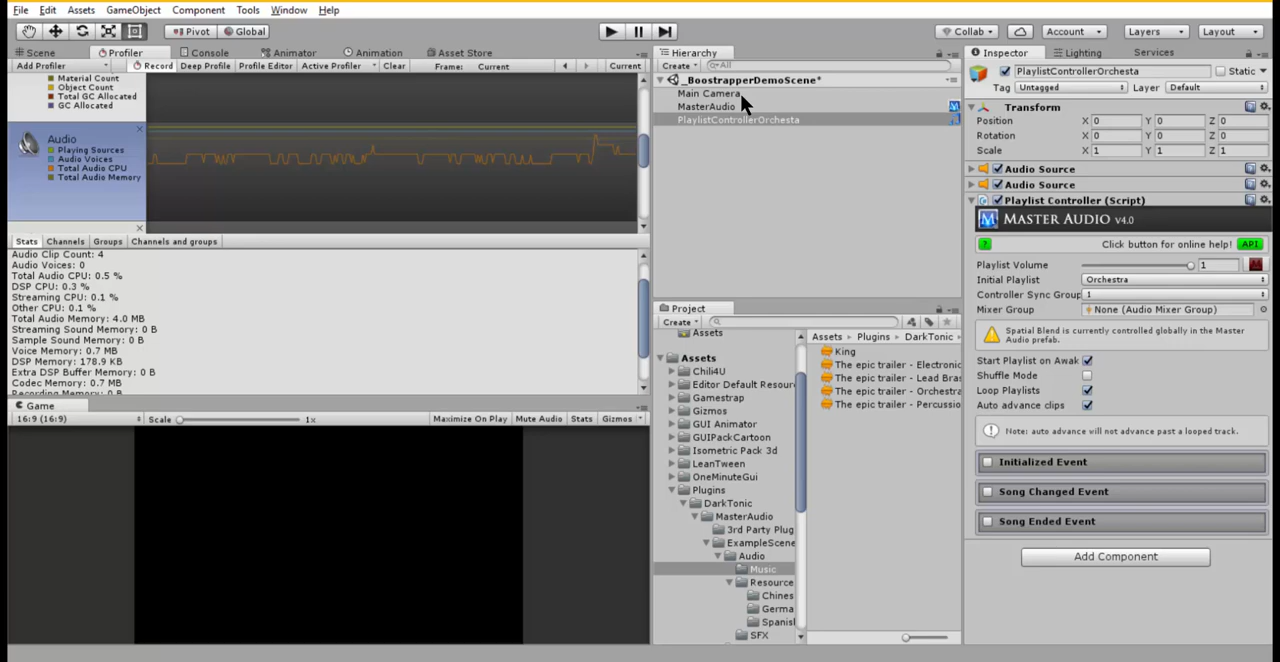 File Edit Assets GameObject Component Tools Window Help
Pivot Global Collab Account Layers Layout
Scene Profiler Console Animator Animation Asset Store
Add Profiler Record Deep Profile Profiler Editor Active Profiler Clear Frame: Current Current
Material Count
Object Count
Total GC Allocated
GC Allocated
Audio
Playing Sources
Audio Voices
Total Audio CPU
Total Audio Memory
Stats Channels Groups Channels and groups
Audio Clip Count: 4
Audio Voices: 0
Total Audio CPU: 0.5 %
DSP CPU: 0.3 %
Streaming CPU: 0.1 %
Other CPU: 0.1 %
Total Audio Memory: 4.0 MB
Streaming Sound Memory: 0 B
Sample Sound Memory: 0 B
Voice Memory: 0.7 MB
DSP Memory: 178.9 KB
Extra DSP Buffer Memory: 0 B
Codec Memory: 0.7 MB
Recording Memory: 0 B
Game
16:9 (16:9) Scale 1x Maximize On Play Mute Audio Stats Gizmos
Hierarchy
Create All
_BoostrapperDemoScene*
Main Camera
MasterAudio
PlaylistControllerOrchesta
Project
Create
Assets
Assets
Chili4U
Editor Default Resour
Gamestrap
Gizmos
GUI Animator
GUIPackCartoon
Isometric Pack 3d
LeanTween
OneMinuteGui
Plugins
DarkTonic
MasterAudio
3rd Party Plug
ExampleScene
Audio
Music
Resource
Chines
Germa
Spanisl
SFX
Assets Plugins DarkTonic
King
The epic trailer - Electronic
The epic trailer - Lead Bras
The epic trailer - Orchestra
The epic trailer - Percussio
Inspector Lighting Services
PlaylistControllerOrchesta Static
Tag Untagged Layer Default
Transform
Position X 0 Y 0 Z 0
Rotation X 0 Y 0 Z 0
Scale X 1 Y 1 Z 1
Audio Source
Audio Source
Playlist Controller (Script)
MASTER AUDIO V4.0
? Click button for online help! API
Playlist Volume 1
Initial Playlist Orchestra
Controller Sync Group 1
Mixer Group None (Audio Mixer Group)
Spatial Blend is currently controlled globally in the Master
Audio prefab.
Start Playlist on Awak
Shuffle Mode
Loop Playlists
Auto advance clips
Note: auto advance will not advance past a looped track.
Initialized Event
Song Changed Event
Song Ended Event
Add Component